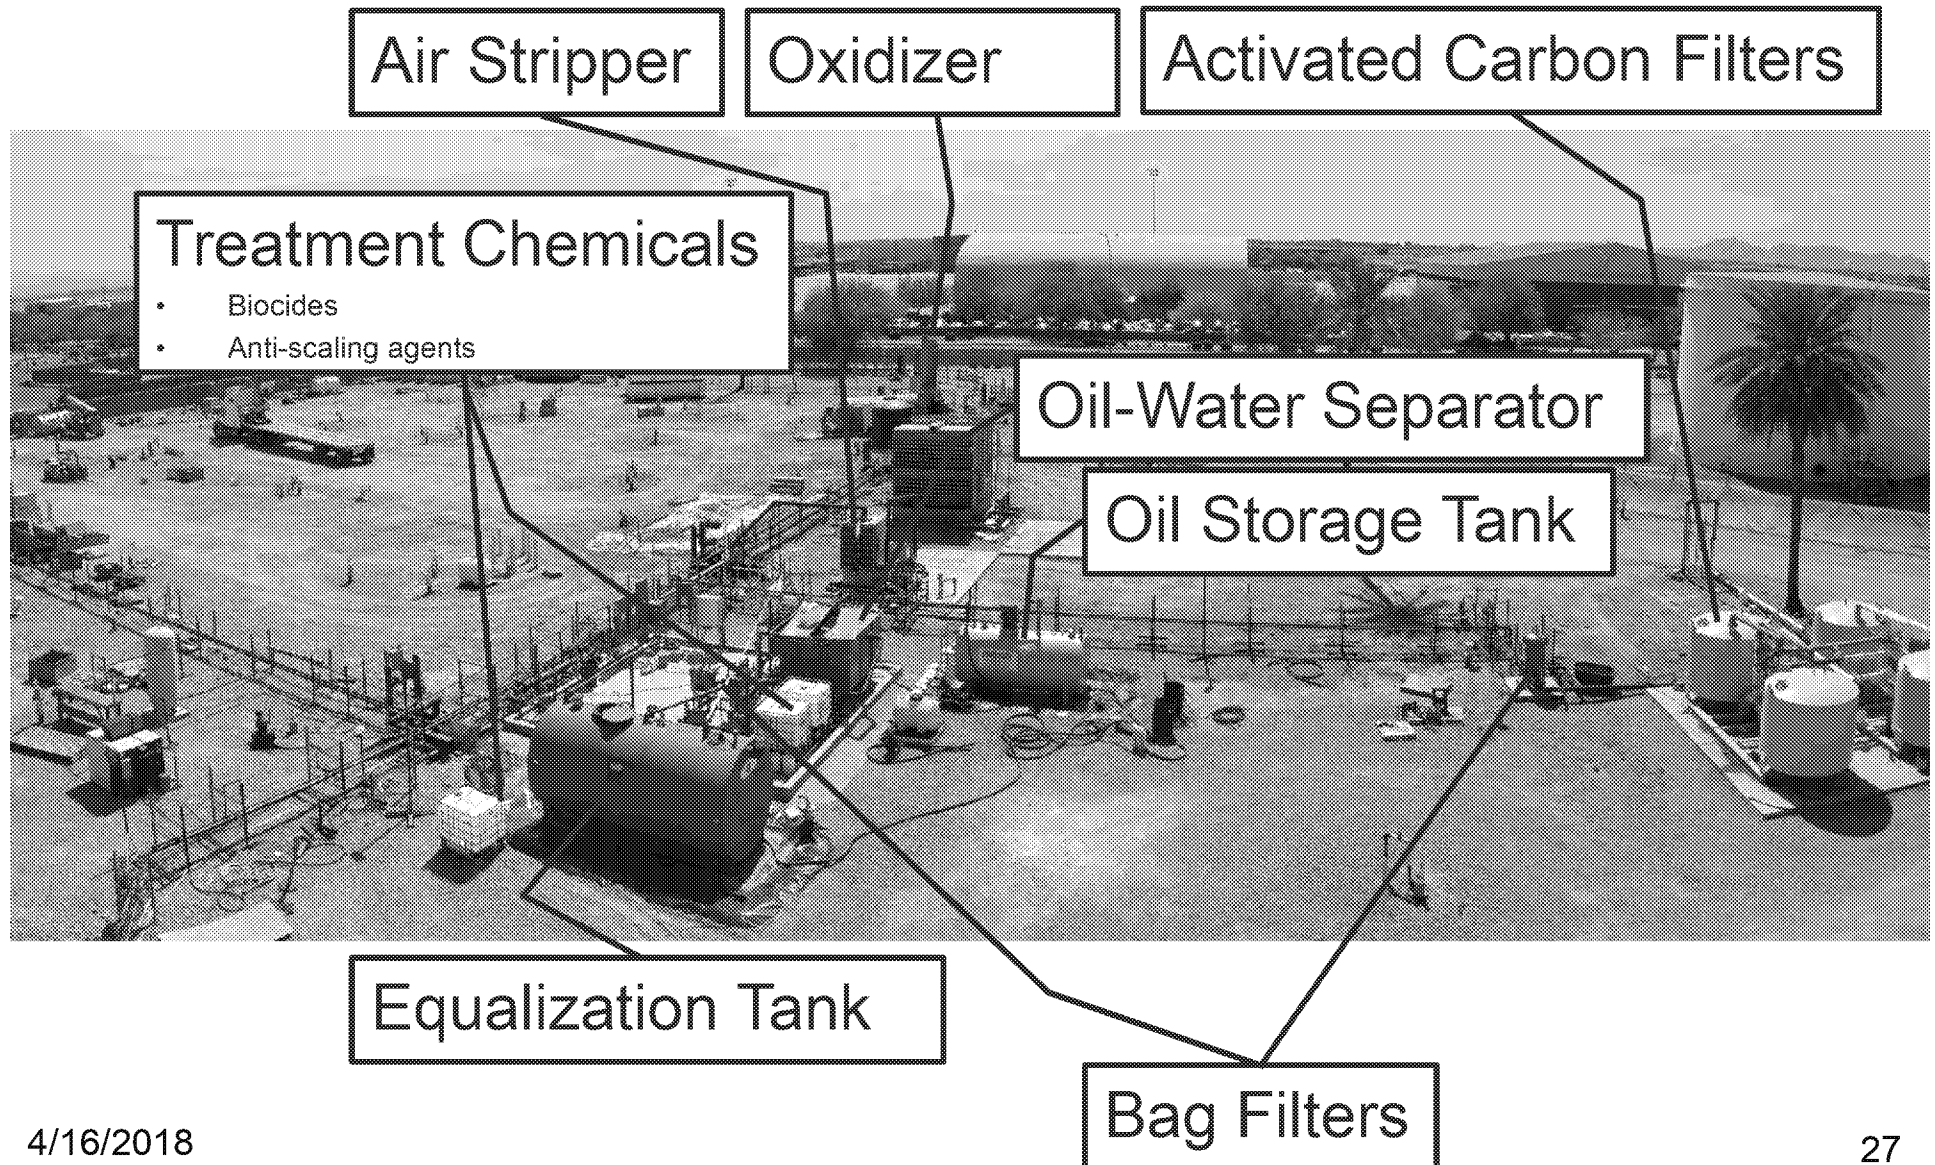 Air Stripper
Oxidizer
Activated Carbon Filters
Treatment Chemicals
• Biocides
• Anti-scaling agents
Oil-Water Separator
Oil Storage Tank
Equalization Tank
Bag Filters
4/16/2018
27